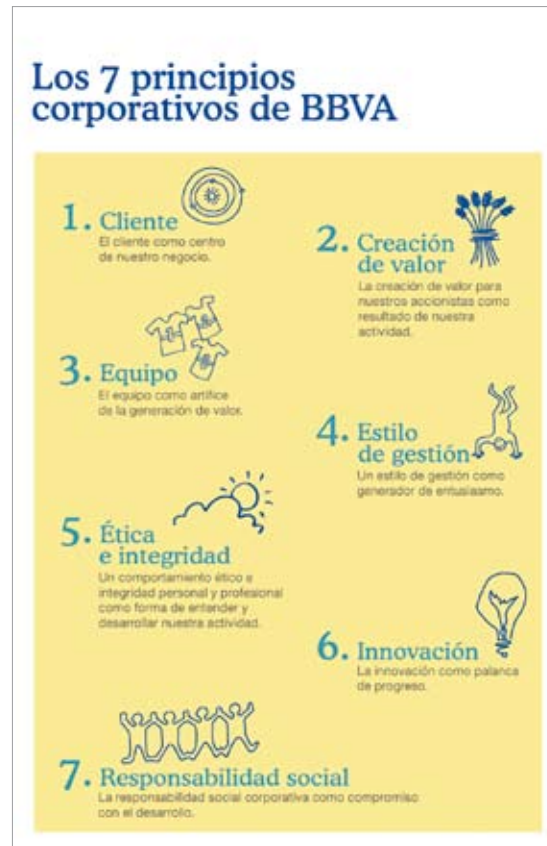 Los 7 principios
corporativos de BBVA
1. Cliente
El cliente como centro
de nuestro negocio.
2. Creación
de valor
La creación de valor para
nuestros accionistas como
resultado de nuestra
actividad.
3. Equipo
El equipo como artífice
de la generación de valor.
4. Estilo
de gestión
Un estilo de gestión como
generador de entusiasmo.
5. Ética
e integridad
Un comportamiento ético e
integridad personal y profesional
como forma de entender y
desarrollar nuestra actividad.
6. Innovación
La innovación como palanca
de progreso.
7. Responsabilidad social
La responsabilidad social corporativa como compromiso
con el desarrollo.